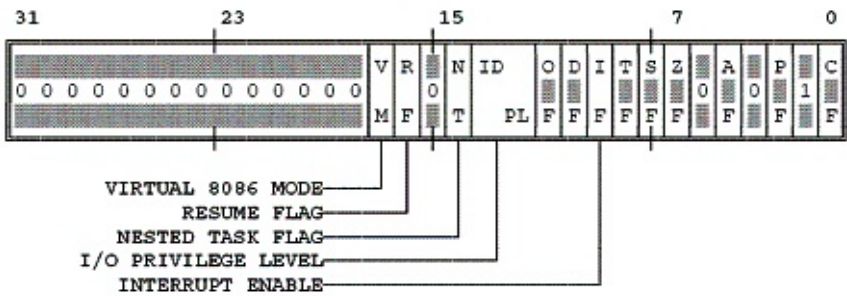 31 23 15 7 0
V R N ID O D I T S Z A P C
0 0 0 0 0 0 0 0 0 0 0 0 0 0 0 0 0 1
M F T PL F F F F F F F F F
VIRTUAL 8086 MODE
RESUME FLAG
NESTED TASK FLAG
I/O PRIVILEGE LEVEL
INTERRUPT ENABLE